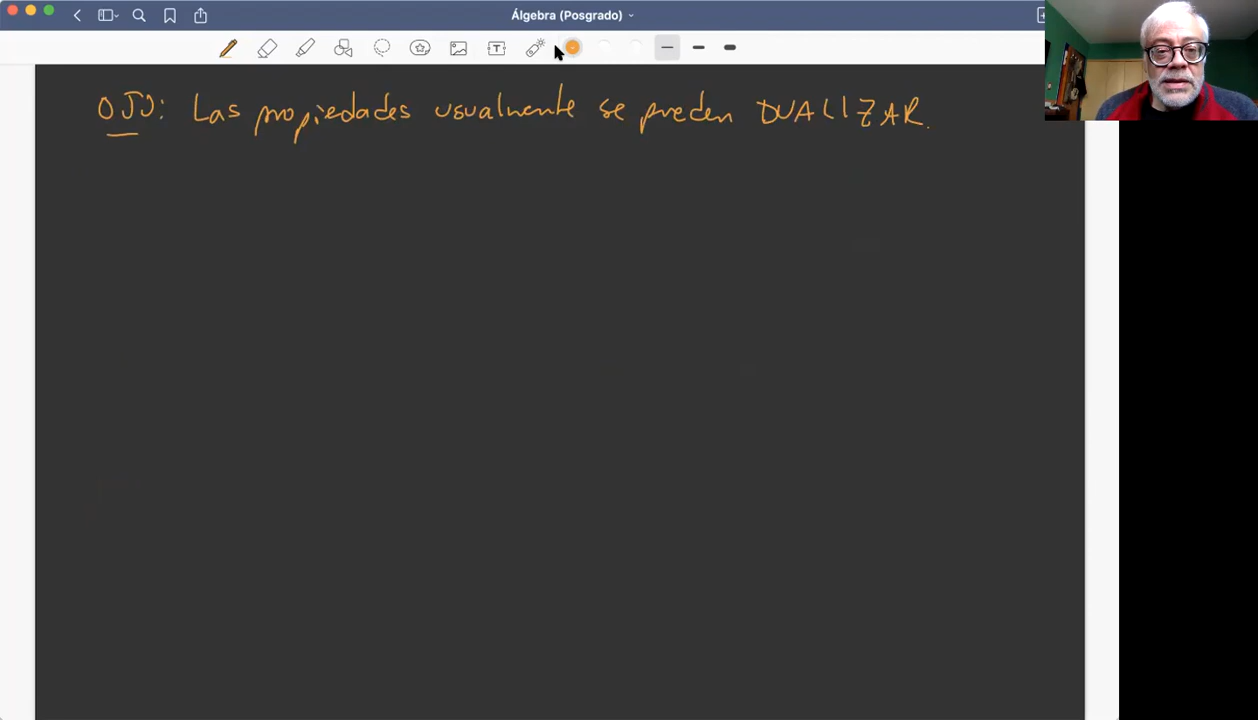 Álgebra (Posgrado)
OJO: Las propiedades usualmente se pueden DUALIZAR.